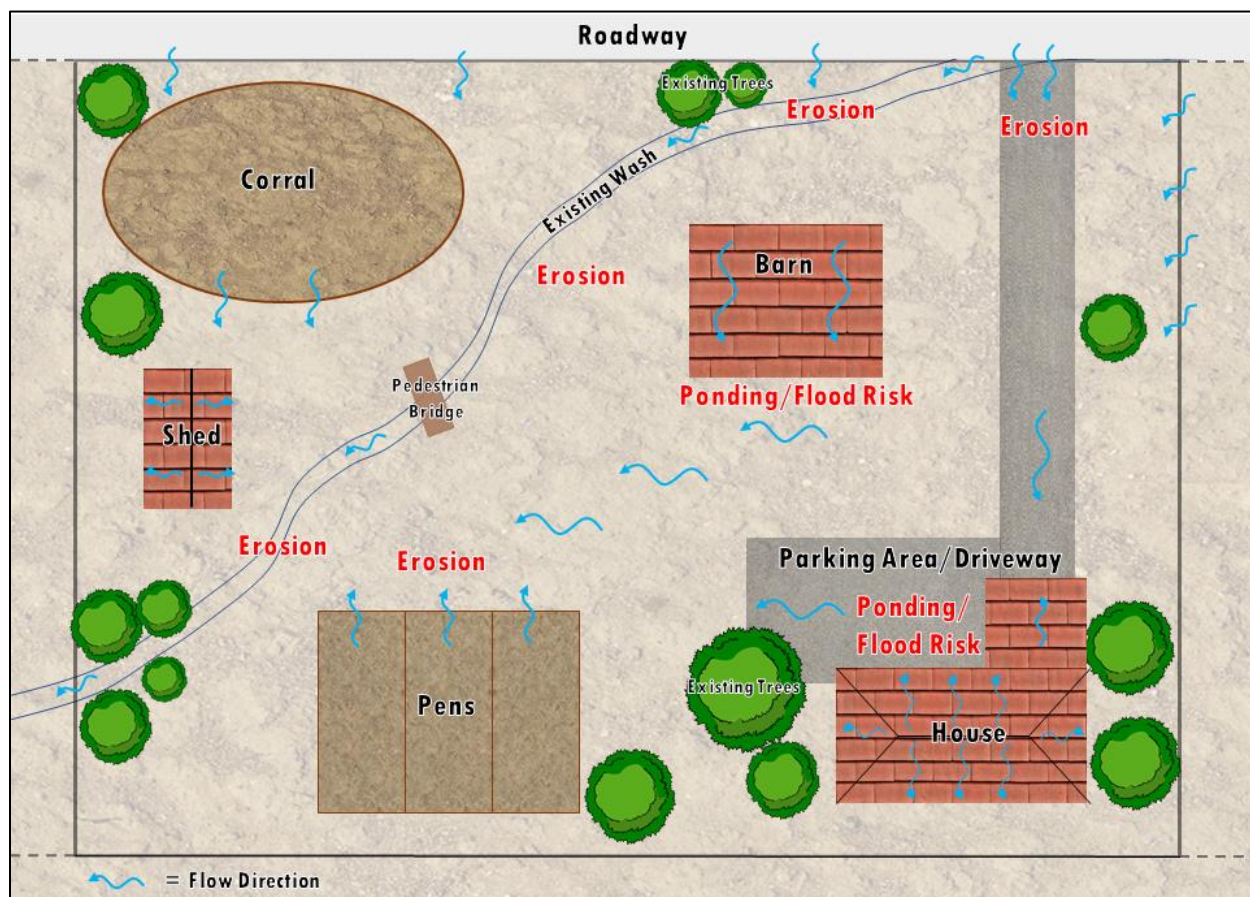 Roadway
Existing Trees
Erosion
Erosion
Existing Wash
Corral
Barn
Erosion
Pedestrian
Bridge
Ponding/Flood Risk
Shed
Erosion
Erosion
Parking Area/Driveway
Ponding/
Flood Risk
Existing Trees
Pens
House
= Flow Direction